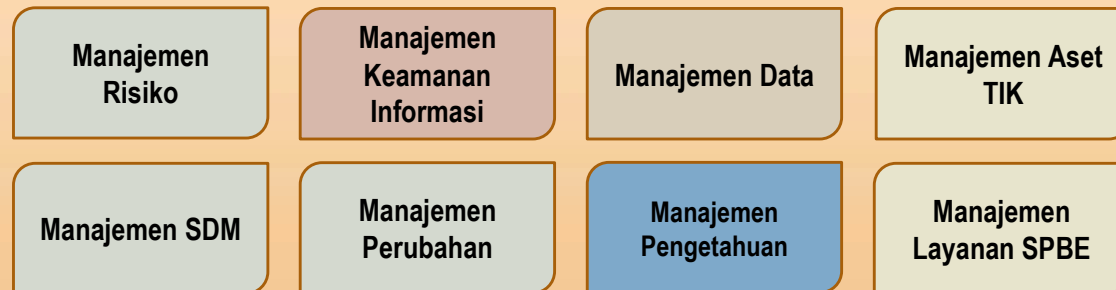 Manajemen
Risiko
Manajemen
Keamanan
Informasi
Manajemen Data
Manajemen Aset
TIK
Manajemen SDM
Manajemen
Perubahan
Manajemen
Pengetahuan
Manajemen
Layanan SPBE